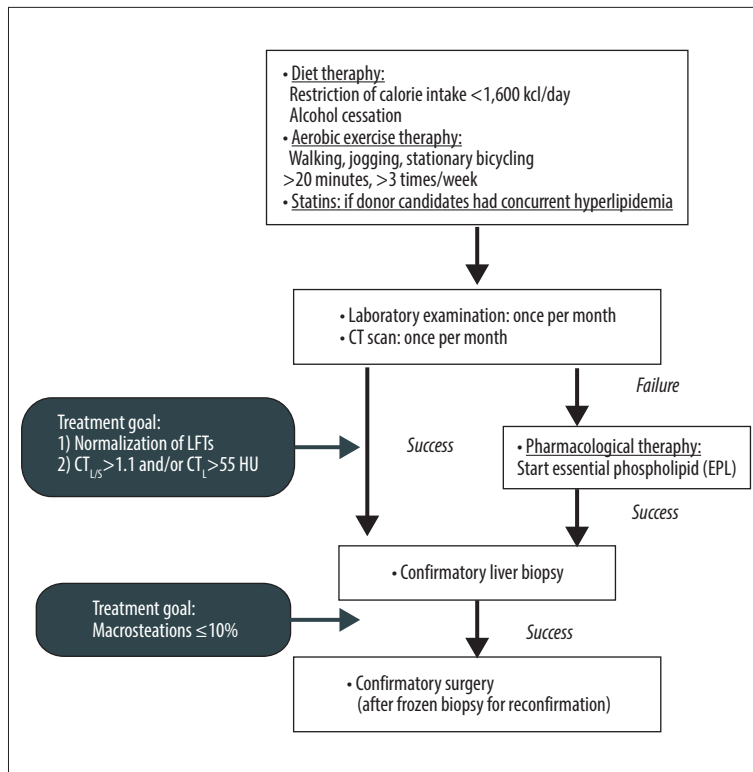 • Diet theraphy:
Restriction of calorie intake <1,600 kcl/day
Alcohol cessation
• Aerobic exercise theraphy:
Walking, jogging, stationary bicycling
>20 minutes, >3 times/week
• Statins: if donor candidates had concurrent hyperlipidemia
• Laboratory examination: once per month
• CT scan: once per month
Failure
Treatment goal:
1) Normalization of LFTs
2) CT_L/S>1.1 and/or CT_L>55 HU
Success
• Pharmacological theraphy:
Start essential phospholipid (EPL)
Success
• Confirmatory liver biopsy
Treatment goal:
Macrosteations ≤10%
Success
• Confirmatory surgery
(after frozen biopsy for reconfirmation)